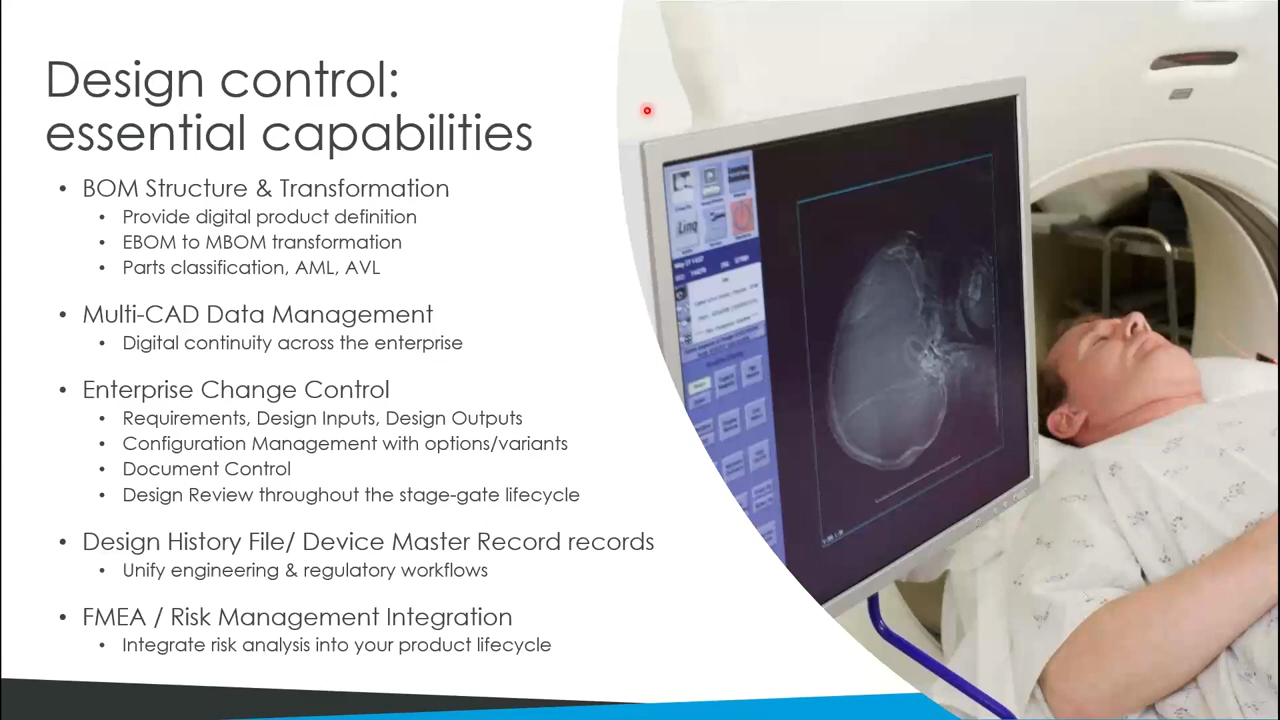 Design control:
essential capabilities
• BOM Structure & Transformation
• Provide digital product definition
• EBOM to MBOM transformation
• Parts classification, AML, AVL
• Multi-CAD Data Management
• Digital continuity across the enterprise
• Enterprise Change Control
• Requirements, Design Inputs, Design Outputs
• Configuration Management with options/variants
• Document Control
• Design Review throughout the stage-gate lifecycle
• Design History File/ Device Master Record records
• Unify engineering & regulatory workflows
• FMEA / Risk Management Integration
• Integrate risk analysis into your product lifecycle